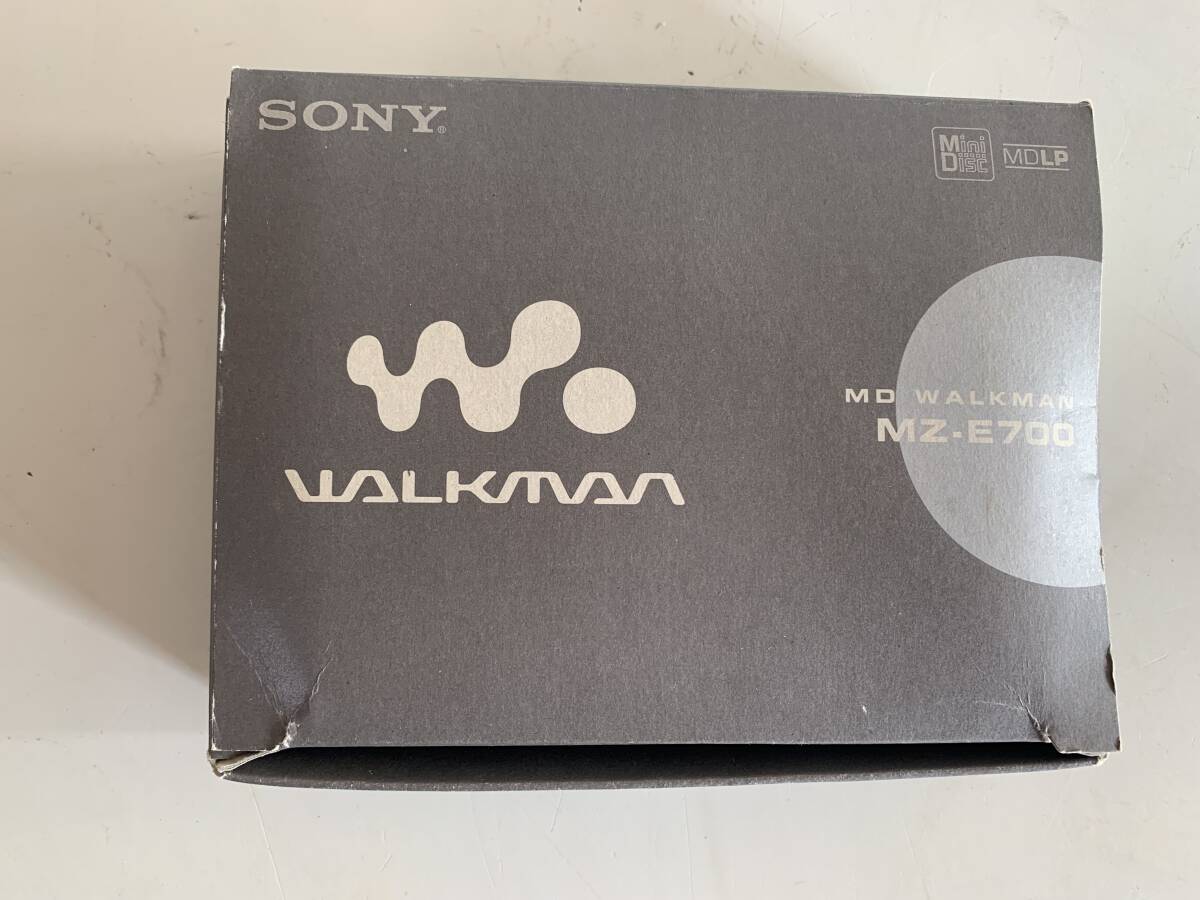 SONY®
Mini
Disc
MDLP
MD WALKMAN
MZ-E700
W.
WALKMAN